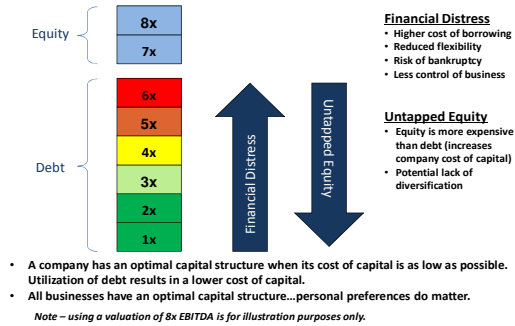 Equity
8x
7x
Debt
6x
5x
4x
3x
2x
1x
Financial Distress
Untapped Equity
Financial Distress
• Higher cost of borrowing
• Reduced flexibility
• Risk of bankruptcy
• Less control of business
Untapped Equity
• Equity is more expensive
than debt (increases
company cost of capital)
• Potential lack of
diversification
• A company has an optimal capital structure when its cost of capital is as low as possible.
Utilization of debt results in a lower cost of capital.
• All businesses have an optimal capital structure…personal preferences do matter.
Note – using a valuation of 8x EBITDA is for illustration purposes only.